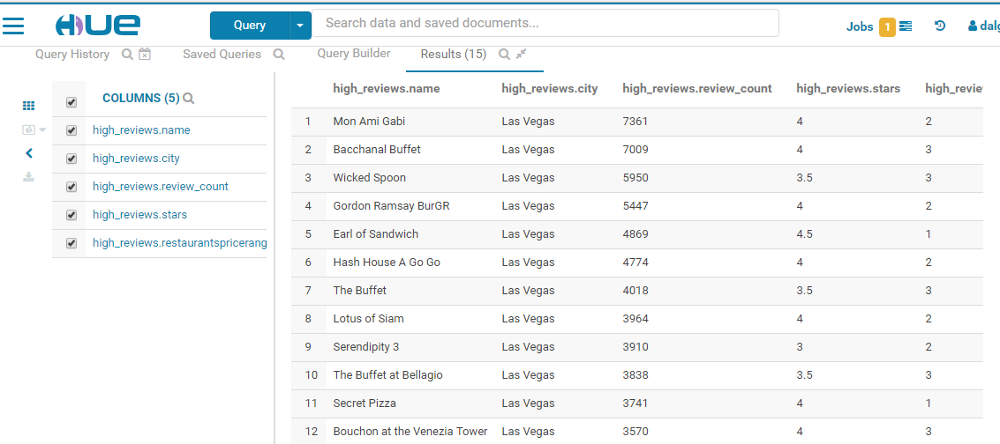 HUE
Query
Search data and saved documents...
Jobs 1
dalg
Query History
Saved Queries
Query Builder
Results (15)
COLUMNS (5)
high_reviews.name
high_reviews.city
high_reviews.review_count
high_reviews.stars
high_reviews.restaurantspricerang
high_reviews.name high_reviews.city high_reviews.review_count high_reviews.stars high_revie
1 Mon Ami Gabi Las Vegas 7361 4 2
2 Bacchanal Buffet Las Vegas 7009 4 3
3 Wicked Spoon Las Vegas 5950 3.5 3
4 Gordon Ramsay BurGR Las Vegas 5447 4 2
5 Earl of Sandwich Las Vegas 4869 4.5 1
6 Hash House A Go Go Las Vegas 4774 4 2
7 The Buffet Las Vegas 4018 3.5 3
8 Lotus of Siam Las Vegas 3964 4 2
9 Serendipity 3 Las Vegas 3910 3 2
10 The Buffet at Bellagio Las Vegas 3838 3.5 3
11 Secret Pizza Las Vegas 3741 4 1
12 Bouchon at the Venezia Tower Las Vegas 3570 4 3